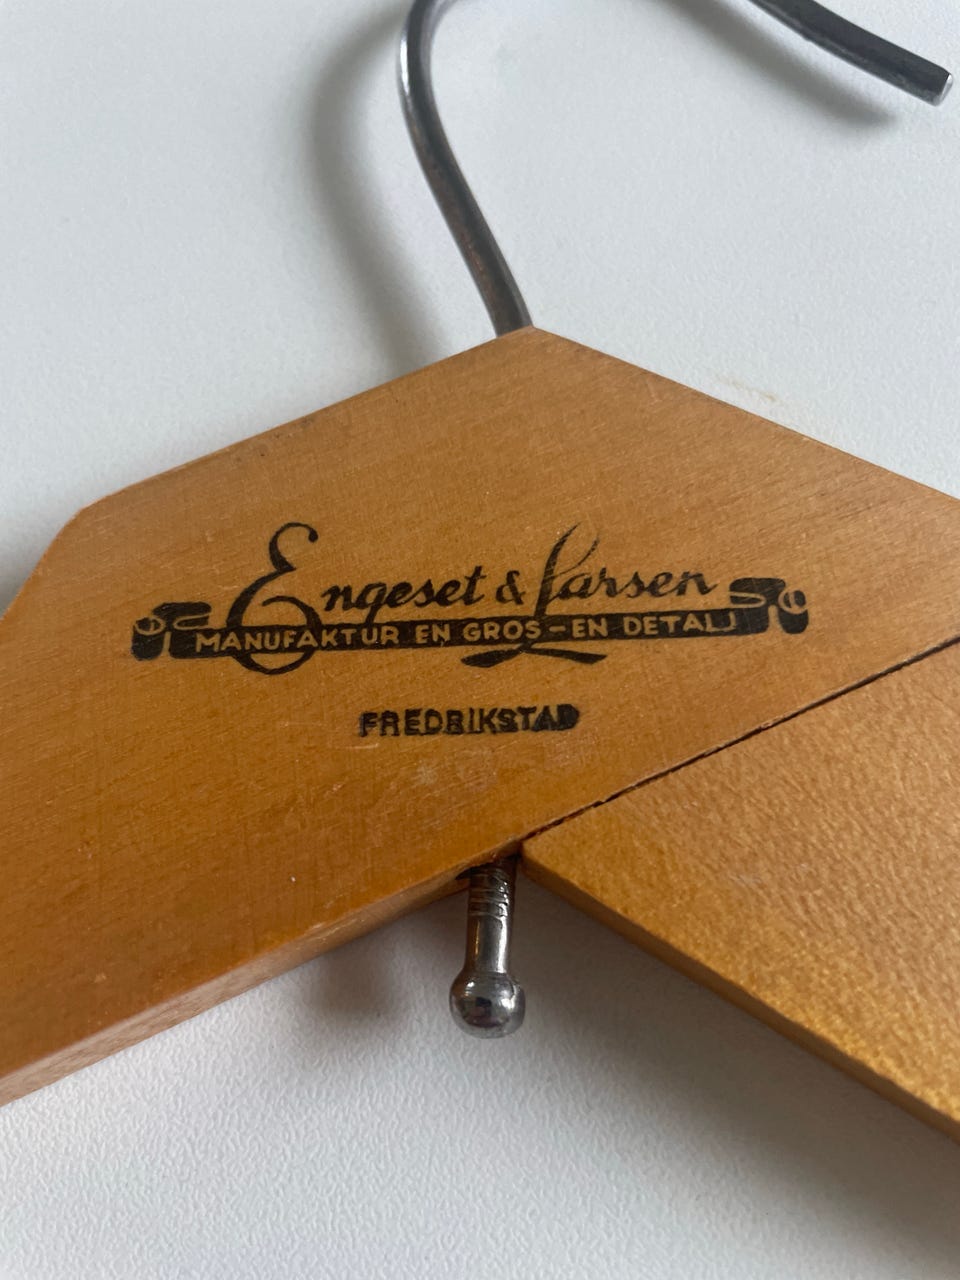 Engeset & Larsen
MANUFAKTUR EN GROS - EN DETALJ
FREDRIKSTAD